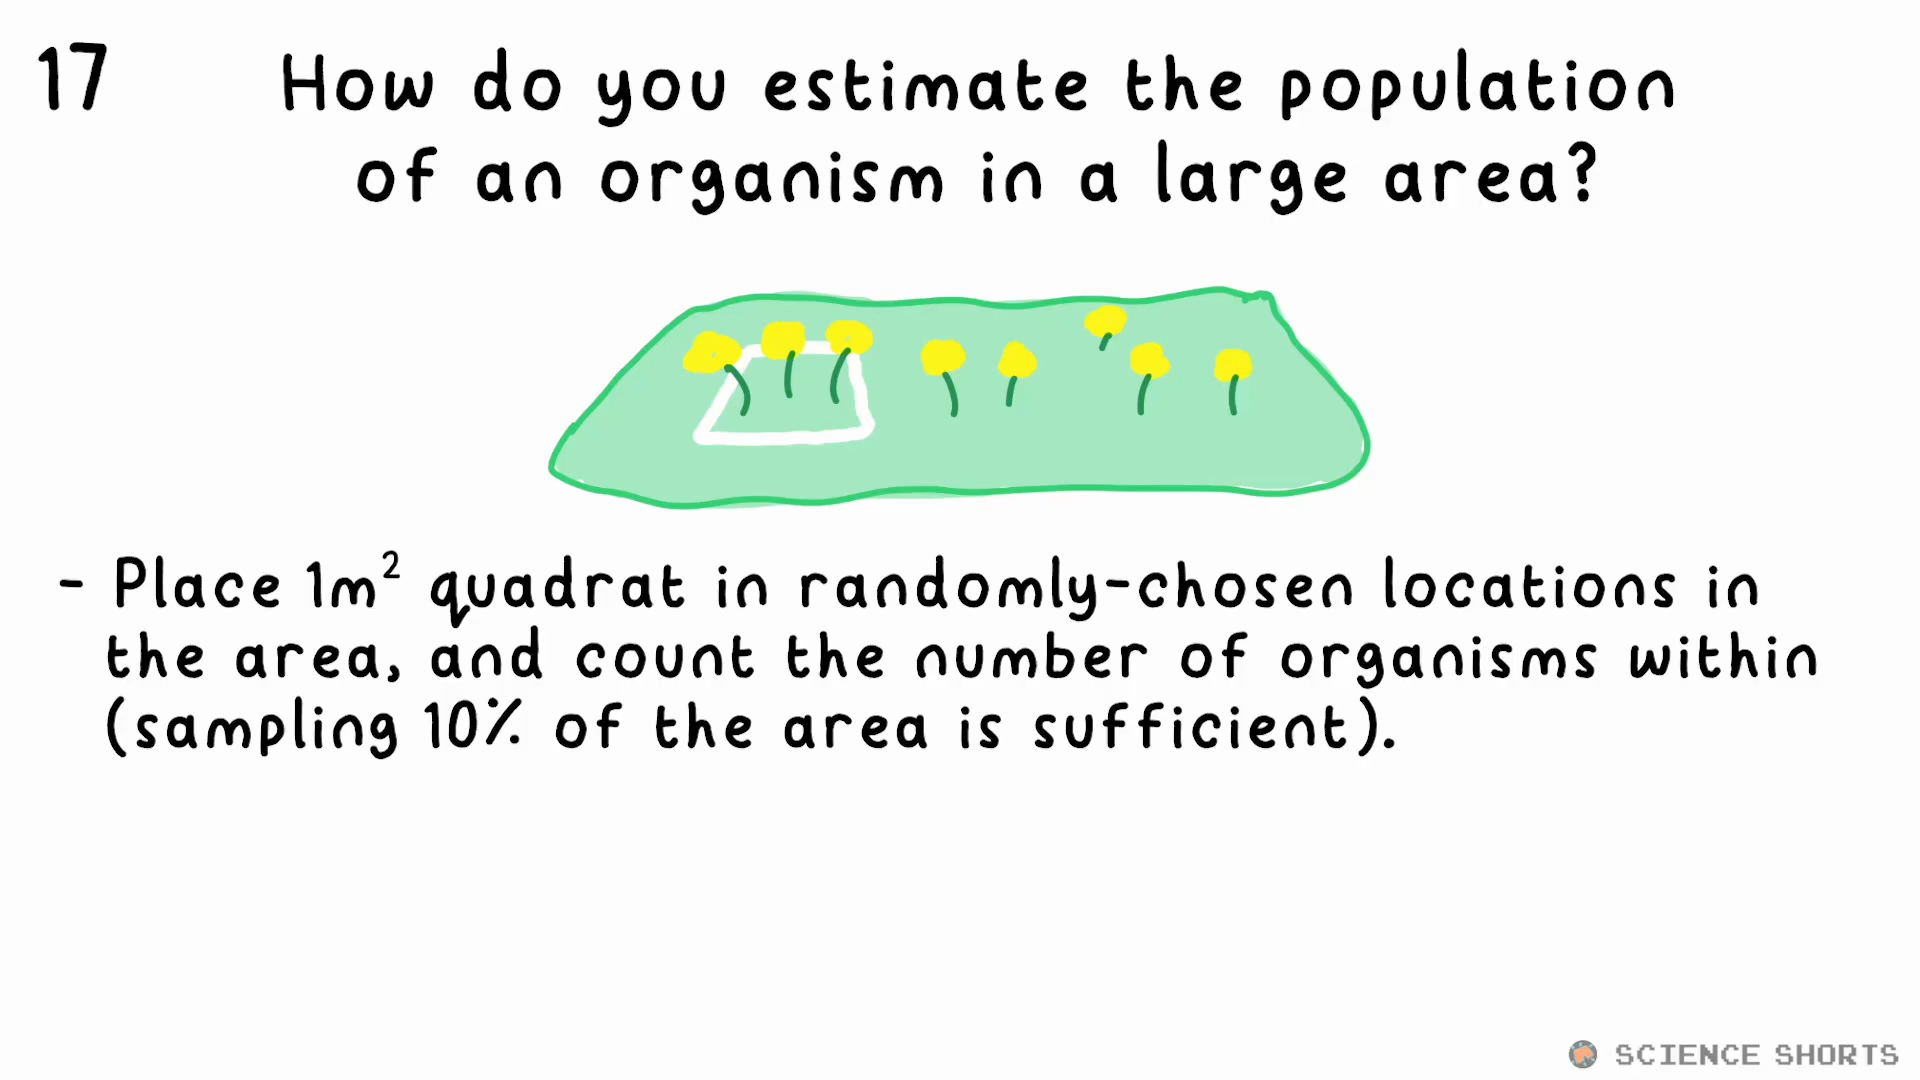 17
How do you estimate the population
of an organism in a large area?
- Place 1m² quadrat in randomly-chosen locations in
the area, and count the number of organisms within
(sampling 10% of the area is sufficient).
SCIENCE SHORTS